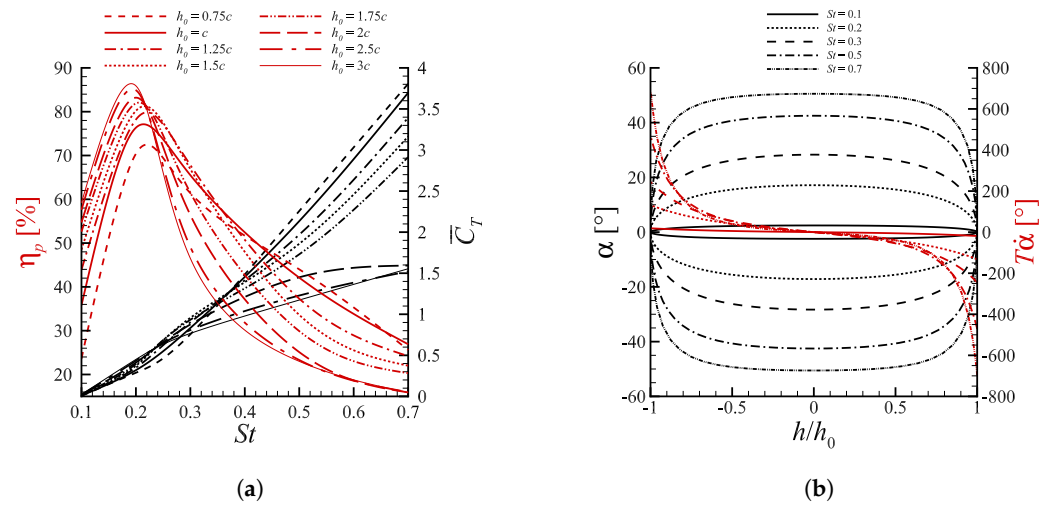 h₀ = 0.75c
h₀ = c
h₀ = 1.25c
h₀ = 1.5c
h₀ = 1.75c
h₀ = 2c
h₀ = 2.5c
h₀ = 3c
90
80
70
60
50
40
30
20
ηₚ [%]
4
3.5
3
2.5
2
1.5
1
0.5
0
C̅_T
0.1 0.2 0.3 0.4 0.5 0.6 0.7
St
(a)
St = 0.1
St = 0.2
St = 0.3
St = 0.5
St = 0.7
60
40
20
0
-20
-40
-60
α [°]
800
600
400
200
0
-200
-400
-600
-800
Tα̇ [°]
-1 -0.5 0 0.5 1
h/h₀
(b)